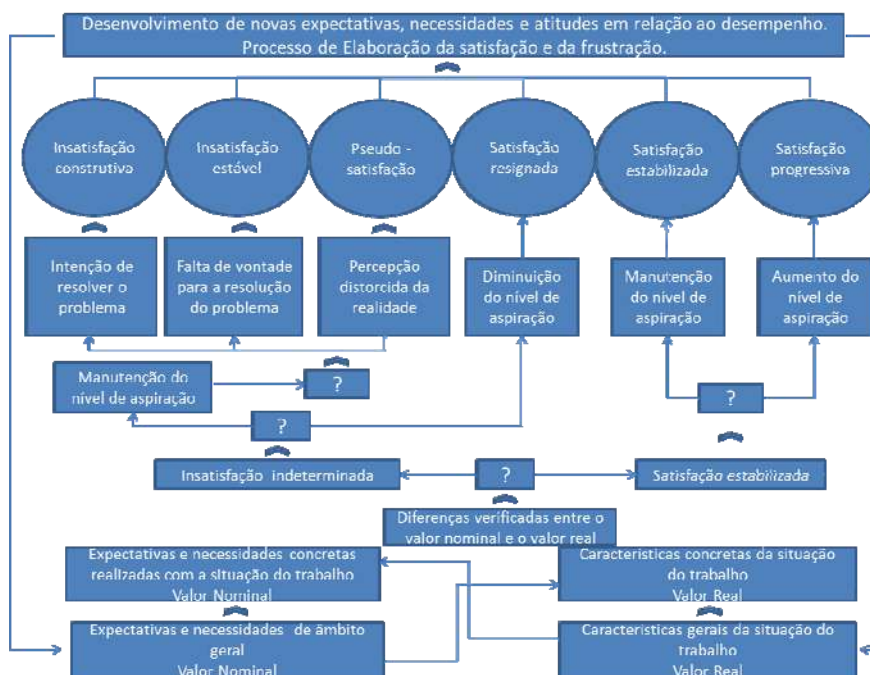 Desenvolvimento de novas expectativas, necessidades e atitudes em relação ao desempenho.
Processo de Elaboração da satisfação e da frustração.
Insatisfação
construtiva
Insatisfação
estável
Pseudo -
satisfação
Satisfação
resignada
Satisfação
estabilizada
Satisfação
progressiva
Intenção de
resolver o
problema
Falta de vontade
para a resolução
do problema
Percepção
distorcida da
realidade
Diminuição
do nível de
aspiração
Manutenção
do nível de
aspiração
Aumento do
nível de
aspiração
Manutenção do
nível de aspiração
?
?
?
Insatisfação indeterminada
?
Satisfação estabilizada
Diferenças verificadas entre o
valor nominal e o valor real
Expectativas e necessidades concretas
realizadas com a situação do trabalho
Valor Nominal
Caracteristicas concretas da situação
do trabalho
Valor Real
Expectativas e necessidades de âmbito
geral
Valor Nominal
Caracteristicas gerais da situação do
trabalho
Valor Real